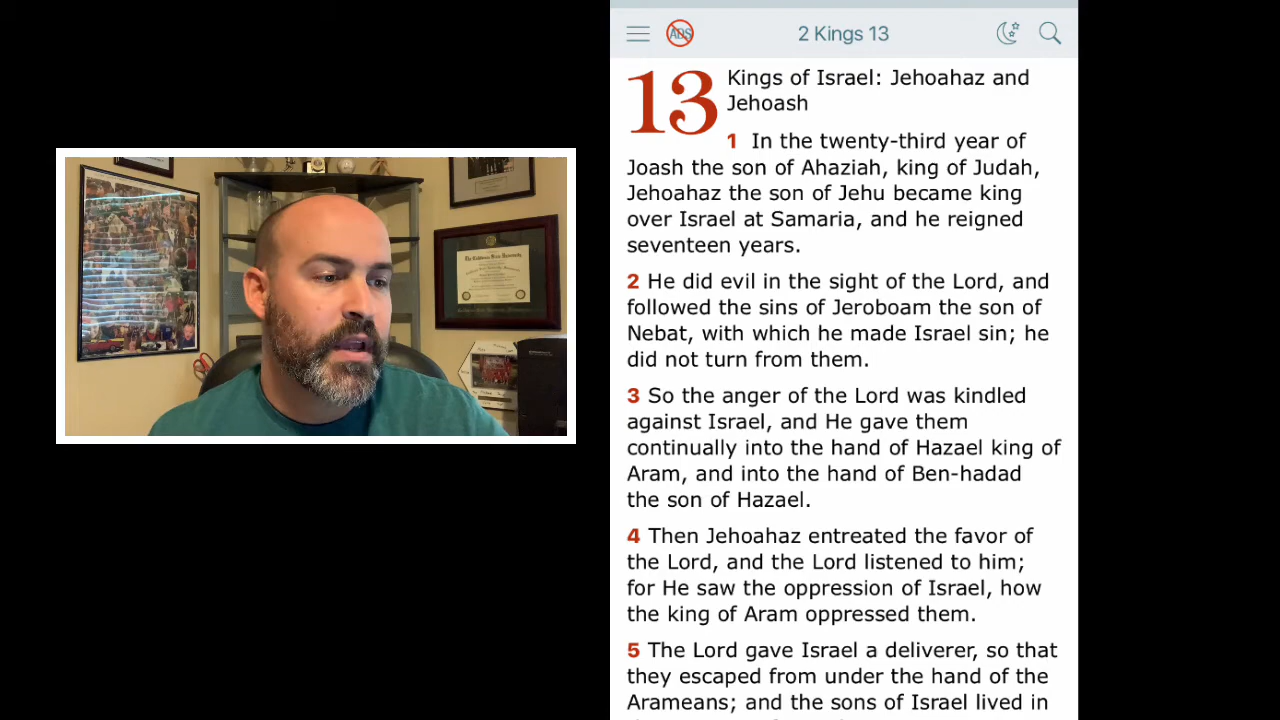 ADS
2 Kings 13
13
Kings of Israel: Jehoahaz and
Jehoash
1 In the twenty-third year of
Joash the son of Ahaziah, king of Judah,
Jehoahaz the son of Jehu became king
over Israel at Samaria, and he reigned
seventeen years.
2 He did evil in the sight of the Lord, and
followed the sins of Jeroboam the son of
Nebat, with which he made Israel sin; he
did not turn from them.
3 So the anger of the Lord was kindled
against Israel, and He gave them
continually into the hand of Hazael king of
Aram, and into the hand of Ben-hadad
the son of Hazael.
4 Then Jehoahaz entreated the favor of
the Lord, and the Lord listened to him;
for He saw the oppression of Israel, how
the king of Aram oppressed them.
5 The Lord gave Israel a deliverer, so that
they escaped from under the hand of the
Arameans; and the sons of Israel lived in